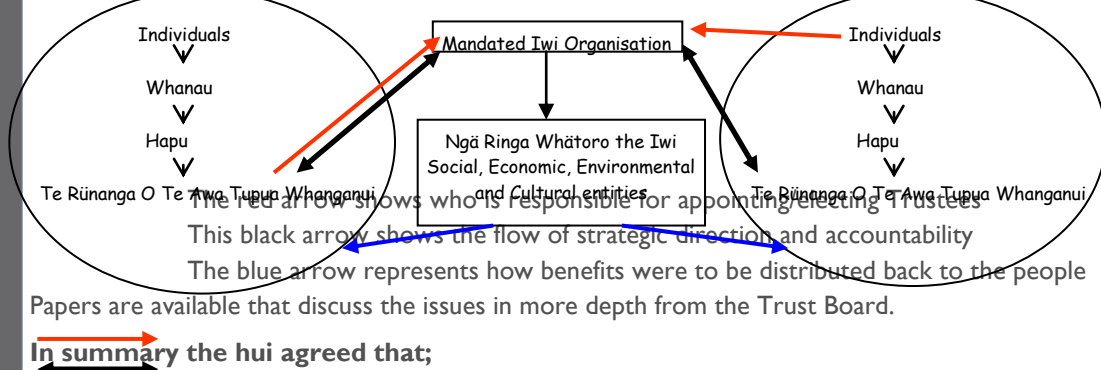 Individuals
Whanau
Hapu
Te Rünanga O Te Awa Tupua Whanganui
Mandated Iwi Organisation
Ngä Ringa Whätoro the Iwi
Social, Economic, Environmental
and Cultural entities
Individuals
Whanau
Hapu
Te Rünanga O Te Awa Tupua Whanganui
The red arrow shows who is responsible for appointing/electing Trustees
This black arrow shows the flow of strategic direction and accountability
The blue arrow represents how benefits were to be distributed back to the people
Papers are available that discuss the issues in more depth from the Trust Board.
In summary the hui agreed that;